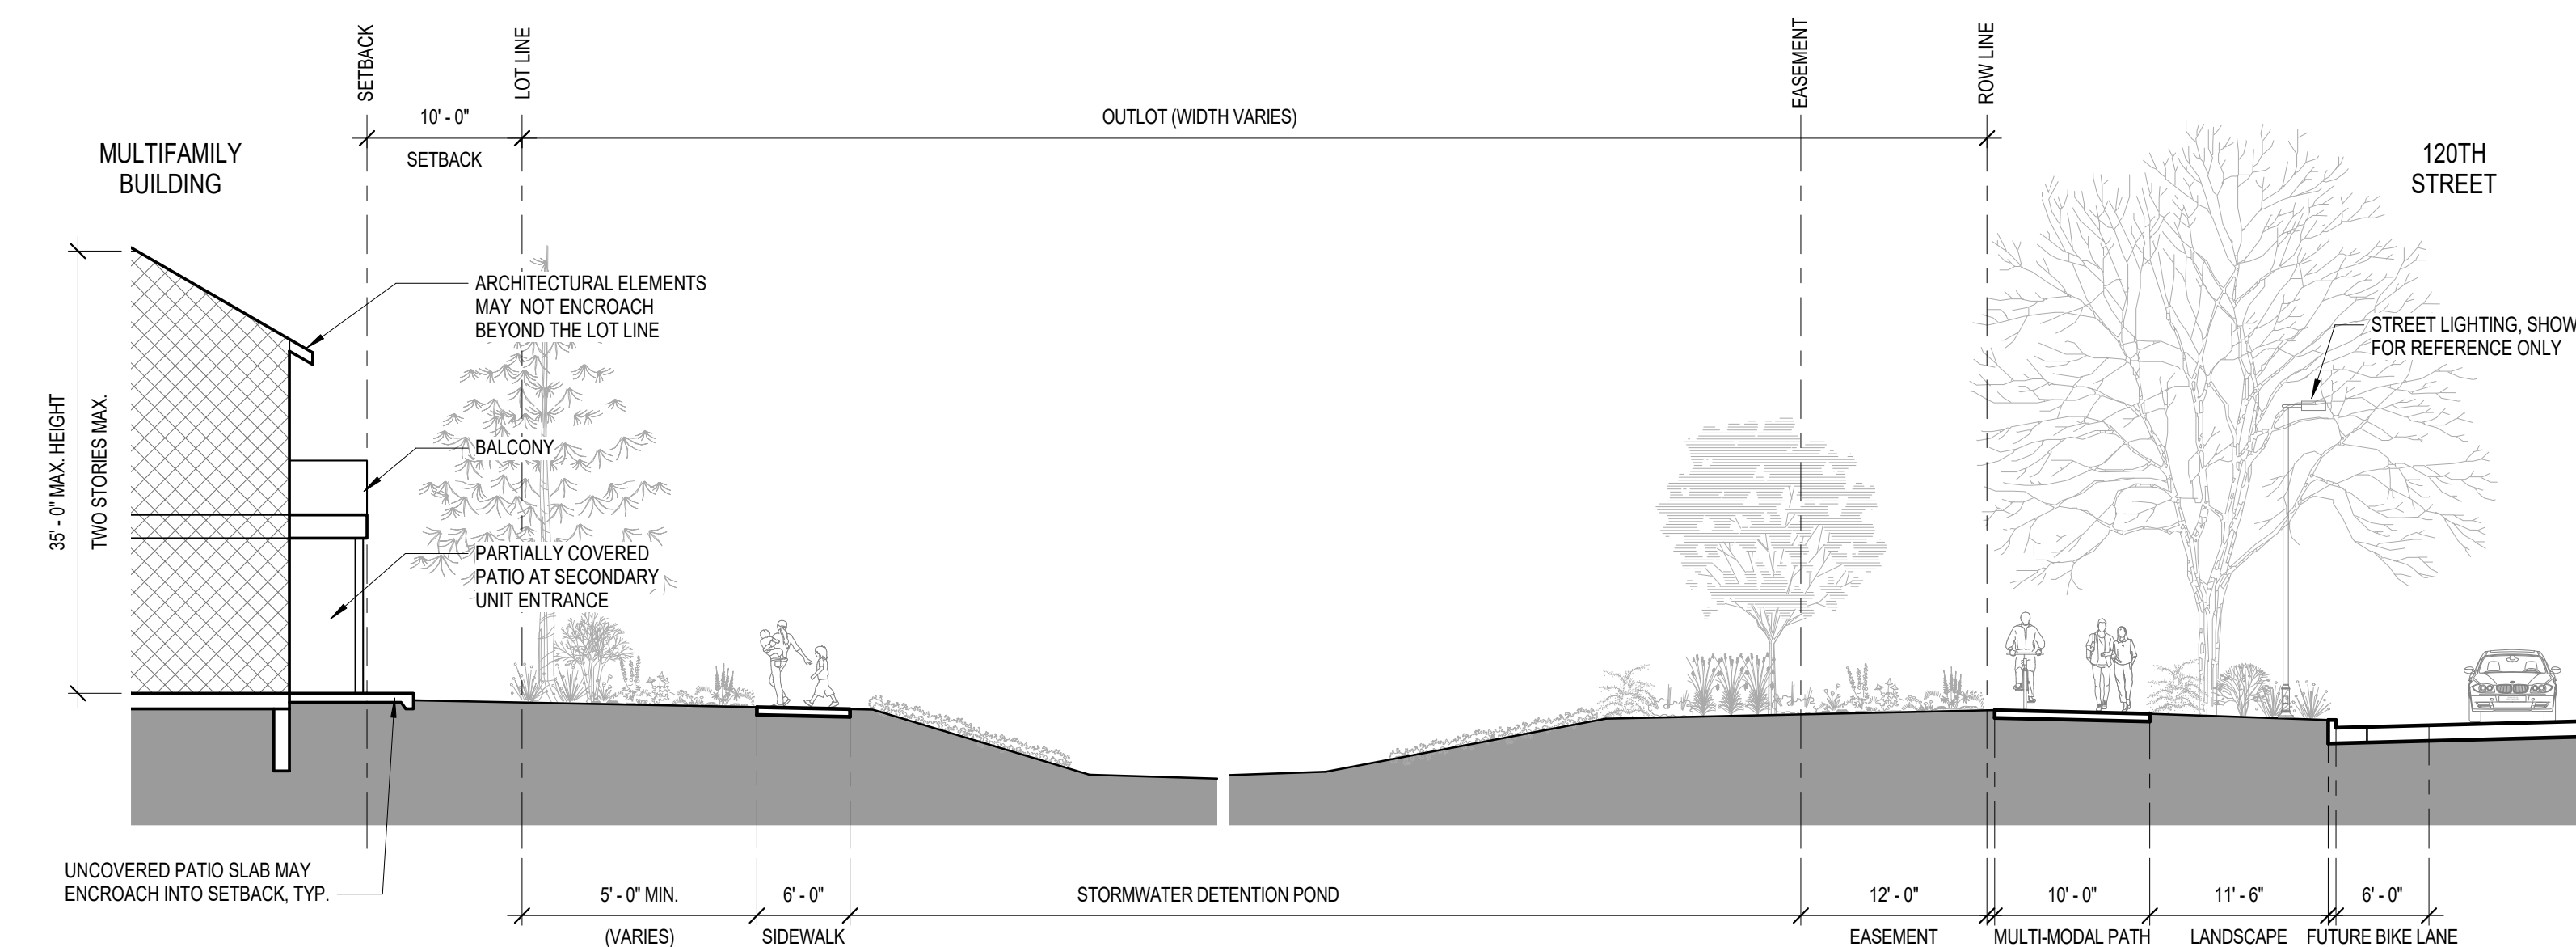 SETBACK
LOT LINE
EASEMENT
ROW LINE
10' - 0"
SETBACK
OUTLOT (WIDTH VARIES)
MULTIFAMILY
BUILDING
120TH
STREET
ARCHITECTURAL ELEMENTS
MAY NOT ENCROACH
BEYOND THE LOT LINE
STREET LIGHTING, SHOW
FOR REFERENCE ONLY
35' - 0" MAX. HEIGHT
TWO STORIES MAX.
BALCONY
PARTIALLY COVERED
PATIO AT SECONDARY
UNIT ENTRANCE
UNCOVERED PATIO SLAB MAY
ENCROACH INTO SETBACK, TYP.
5' - 0" MIN.
(VARIES)
6' - 0"
SIDEWALK
STORMWATER DETENTION POND
12' - 0"
EASEMENT
10' - 0"
MULTI-MODAL PATH
11' - 6"
LANDSCAPE
6' - 0"
FUTURE BIKE LANE